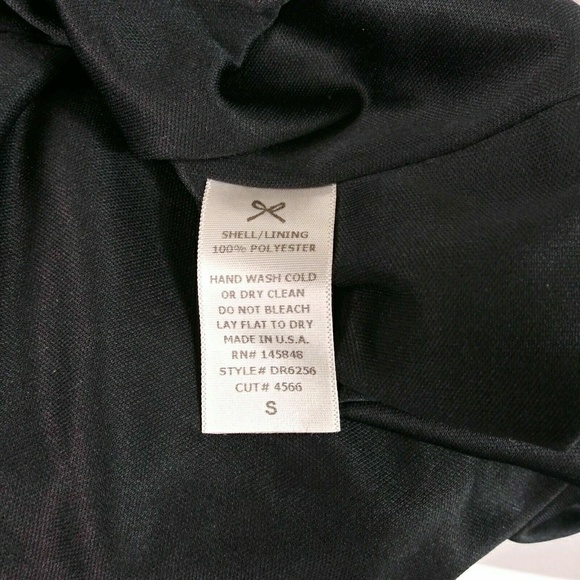 SHELL/LINING
100% POLYESTER
HAND WASH COLD
OR DRY CLEAN
DO NOT BLEACH
LAY FLAT TO DRY
MADE IN U.S.A.
RN# 145848
STYLE# DR6256
CUT# 4566
S